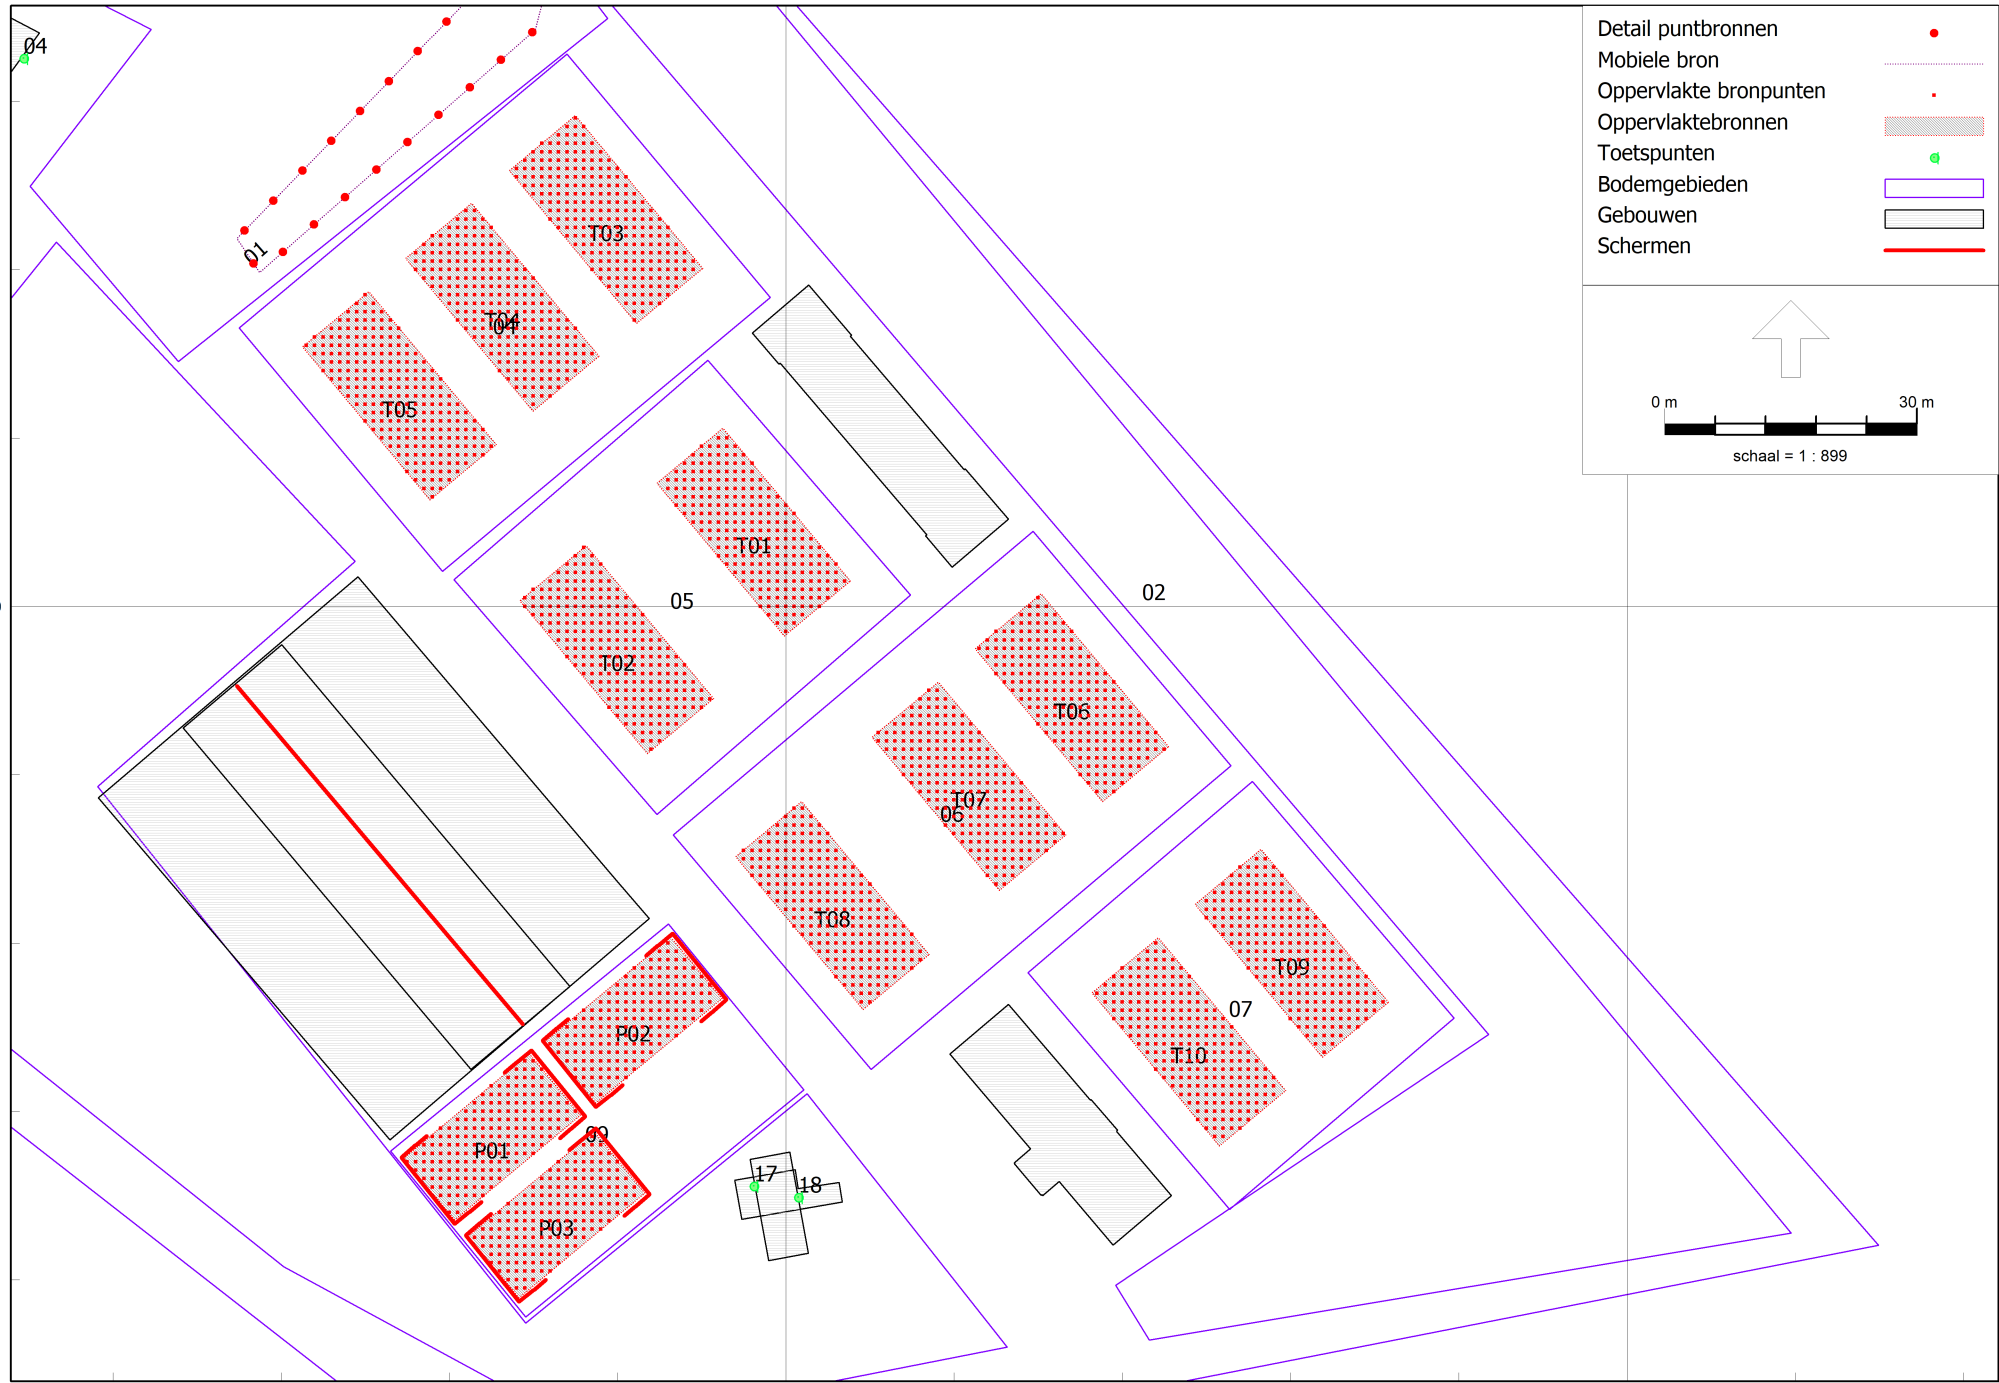 Detail puntbronnen
Mobiele bron
Oppervlakte bronpunten
Oppervlaktebronnen
Toetspunten
Bodemgebieden
Gebouwen
Schermen
0 m
30 m
schaal = 1 : 899
04
01
T03
T04
04
T05
T01
05
T02
02
T06
T07
06
T08
T09
07
T10
P02
P01
09
P03
17
18